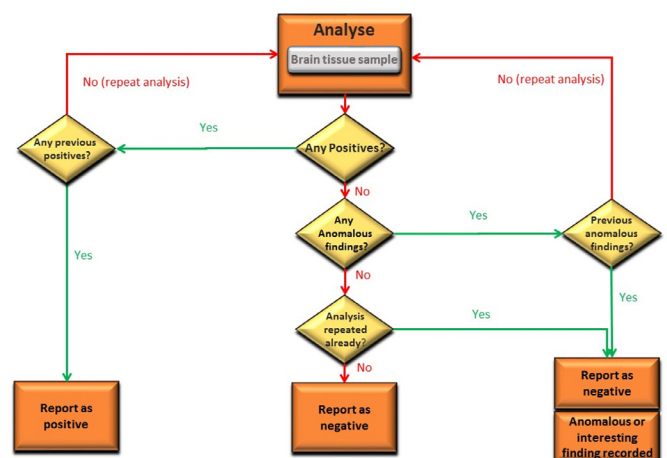 Analyse
Brain tissue sample
No (repeat analysis)
No (repeat analysis)
Any previous
positives?
Yes
Any Positives?
No
Any
Anomalous
findings?
Yes
Previous
anomalous
findings?
Yes
No
Analysis
repeated
already?
Yes
Yes
No
Report as
positive
Report as
negative
Report as
negative
Anomalous or
interesting
finding recorded